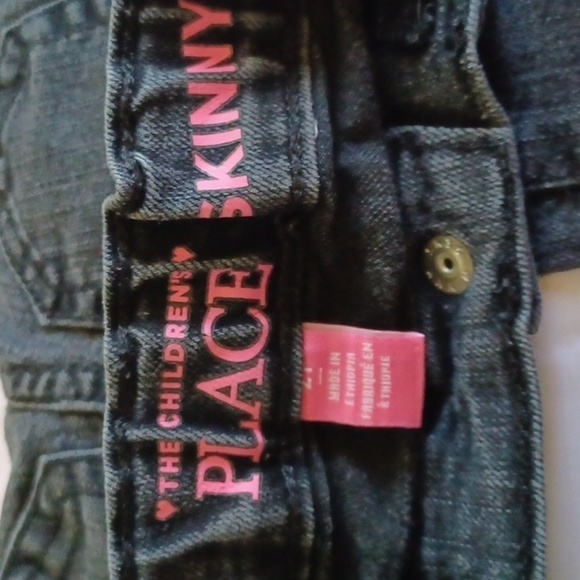 ♥THE CHILDREN'S♥
PLACE
SKINNY
MADE IN
ETHIOPIA
FABRIQUÉ EN
ÉTHIOPIE